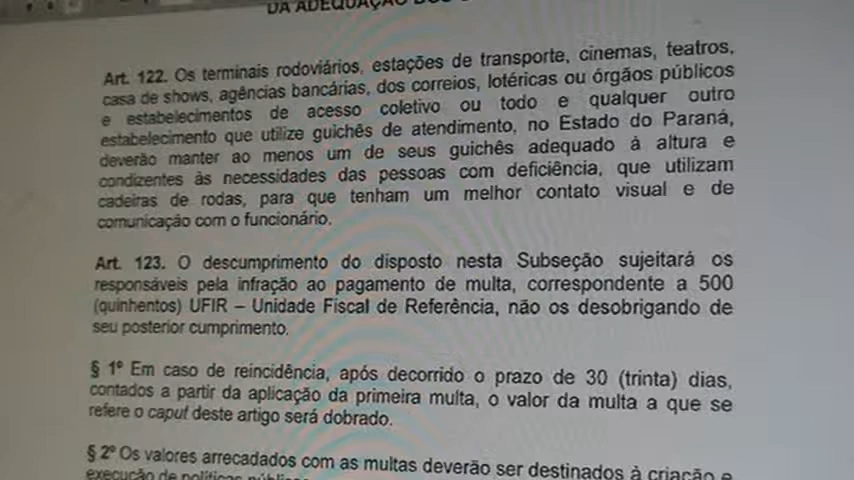 DA ADEQUAÇÃO DOS
Art. 122. Os terminais rodoviários, estações de transporte, cinemas, teatros,
casa de shows, agências bancárias, dos correios, lotéricas ou órgãos públicos
e estabelecimentos de acesso coletivo ou todo e qualquer outro
estabelecimento que utilize guichês de atendimento, no Estado do Paraná,
deverão manter ao menos um de seus guichês adequado à altura e
condizentes às necessidades das pessoas com deficiência, que utilizam
cadeiras de rodas, para que tenham um melhor contato visual e de
comunicação com o funcionário.
Art. 123. O descumprimento do disposto nesta Subseção sujeitará os
responsáveis pela infração ao pagamento de multa, correspondente a 500
(quinhentos) UFIR – Unidade Fiscal de Referência, não os desobrigando de
seu posterior cumprimento.
§ 1º Em caso de reincidência, após decorrido o prazo de 30 (trinta) dias,
contados a partir da aplicação da primeira multa, o valor da multa a que se
refere o caput deste artigo será dobrado.
§ 2º Os valores arrecadados com as multas deverão ser destinados à criação e
execução de políticas